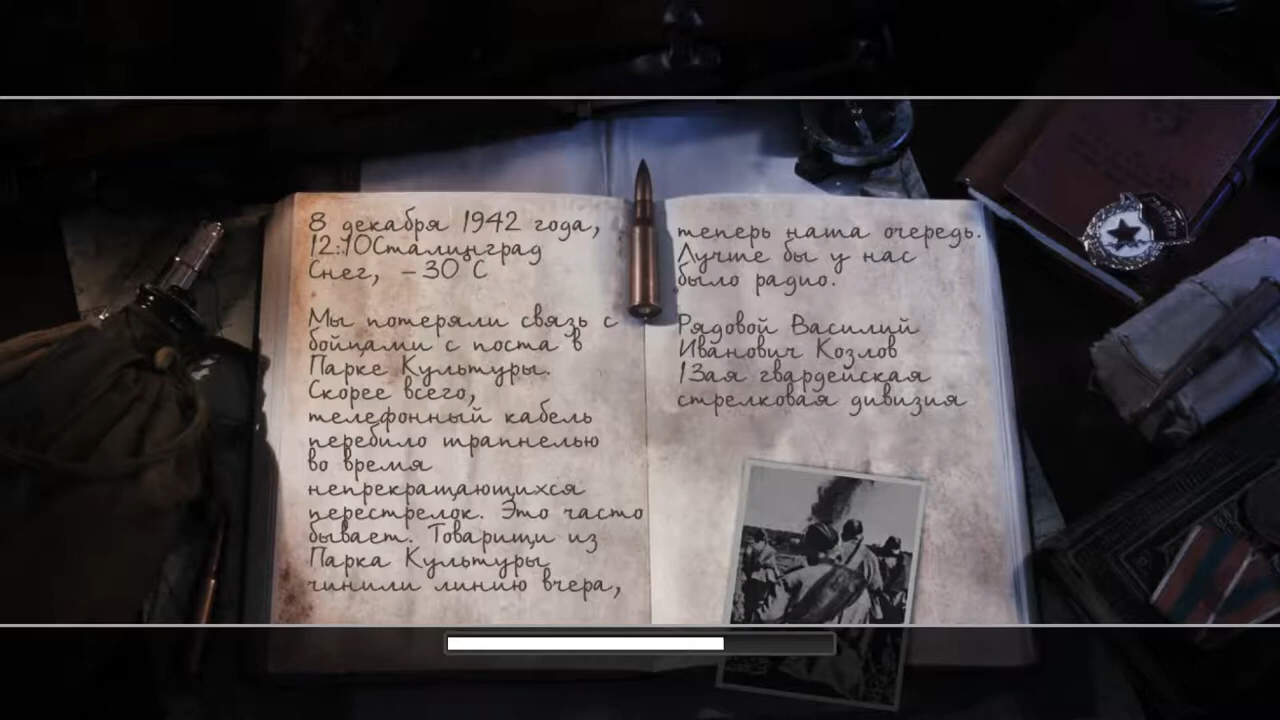 8 декабря 1942 года,
12:10Сталинград
Снег, -30 С
Мы потеряли связь с
бойцами с поста в
Парке Культуры.
Скорее всего,
телефонный кабель
перебило шрапнелью
во время
непрекращающихся
перестрелок. Это часто
бывает. Товарищи из
Парка Культуры
чинили линию вчера,
теперь наша очередь.
Лучше бы у нас
было радио.
Рядовой Василий
Иванович Козлов
13ая гвардейская
стрелковая дивизия